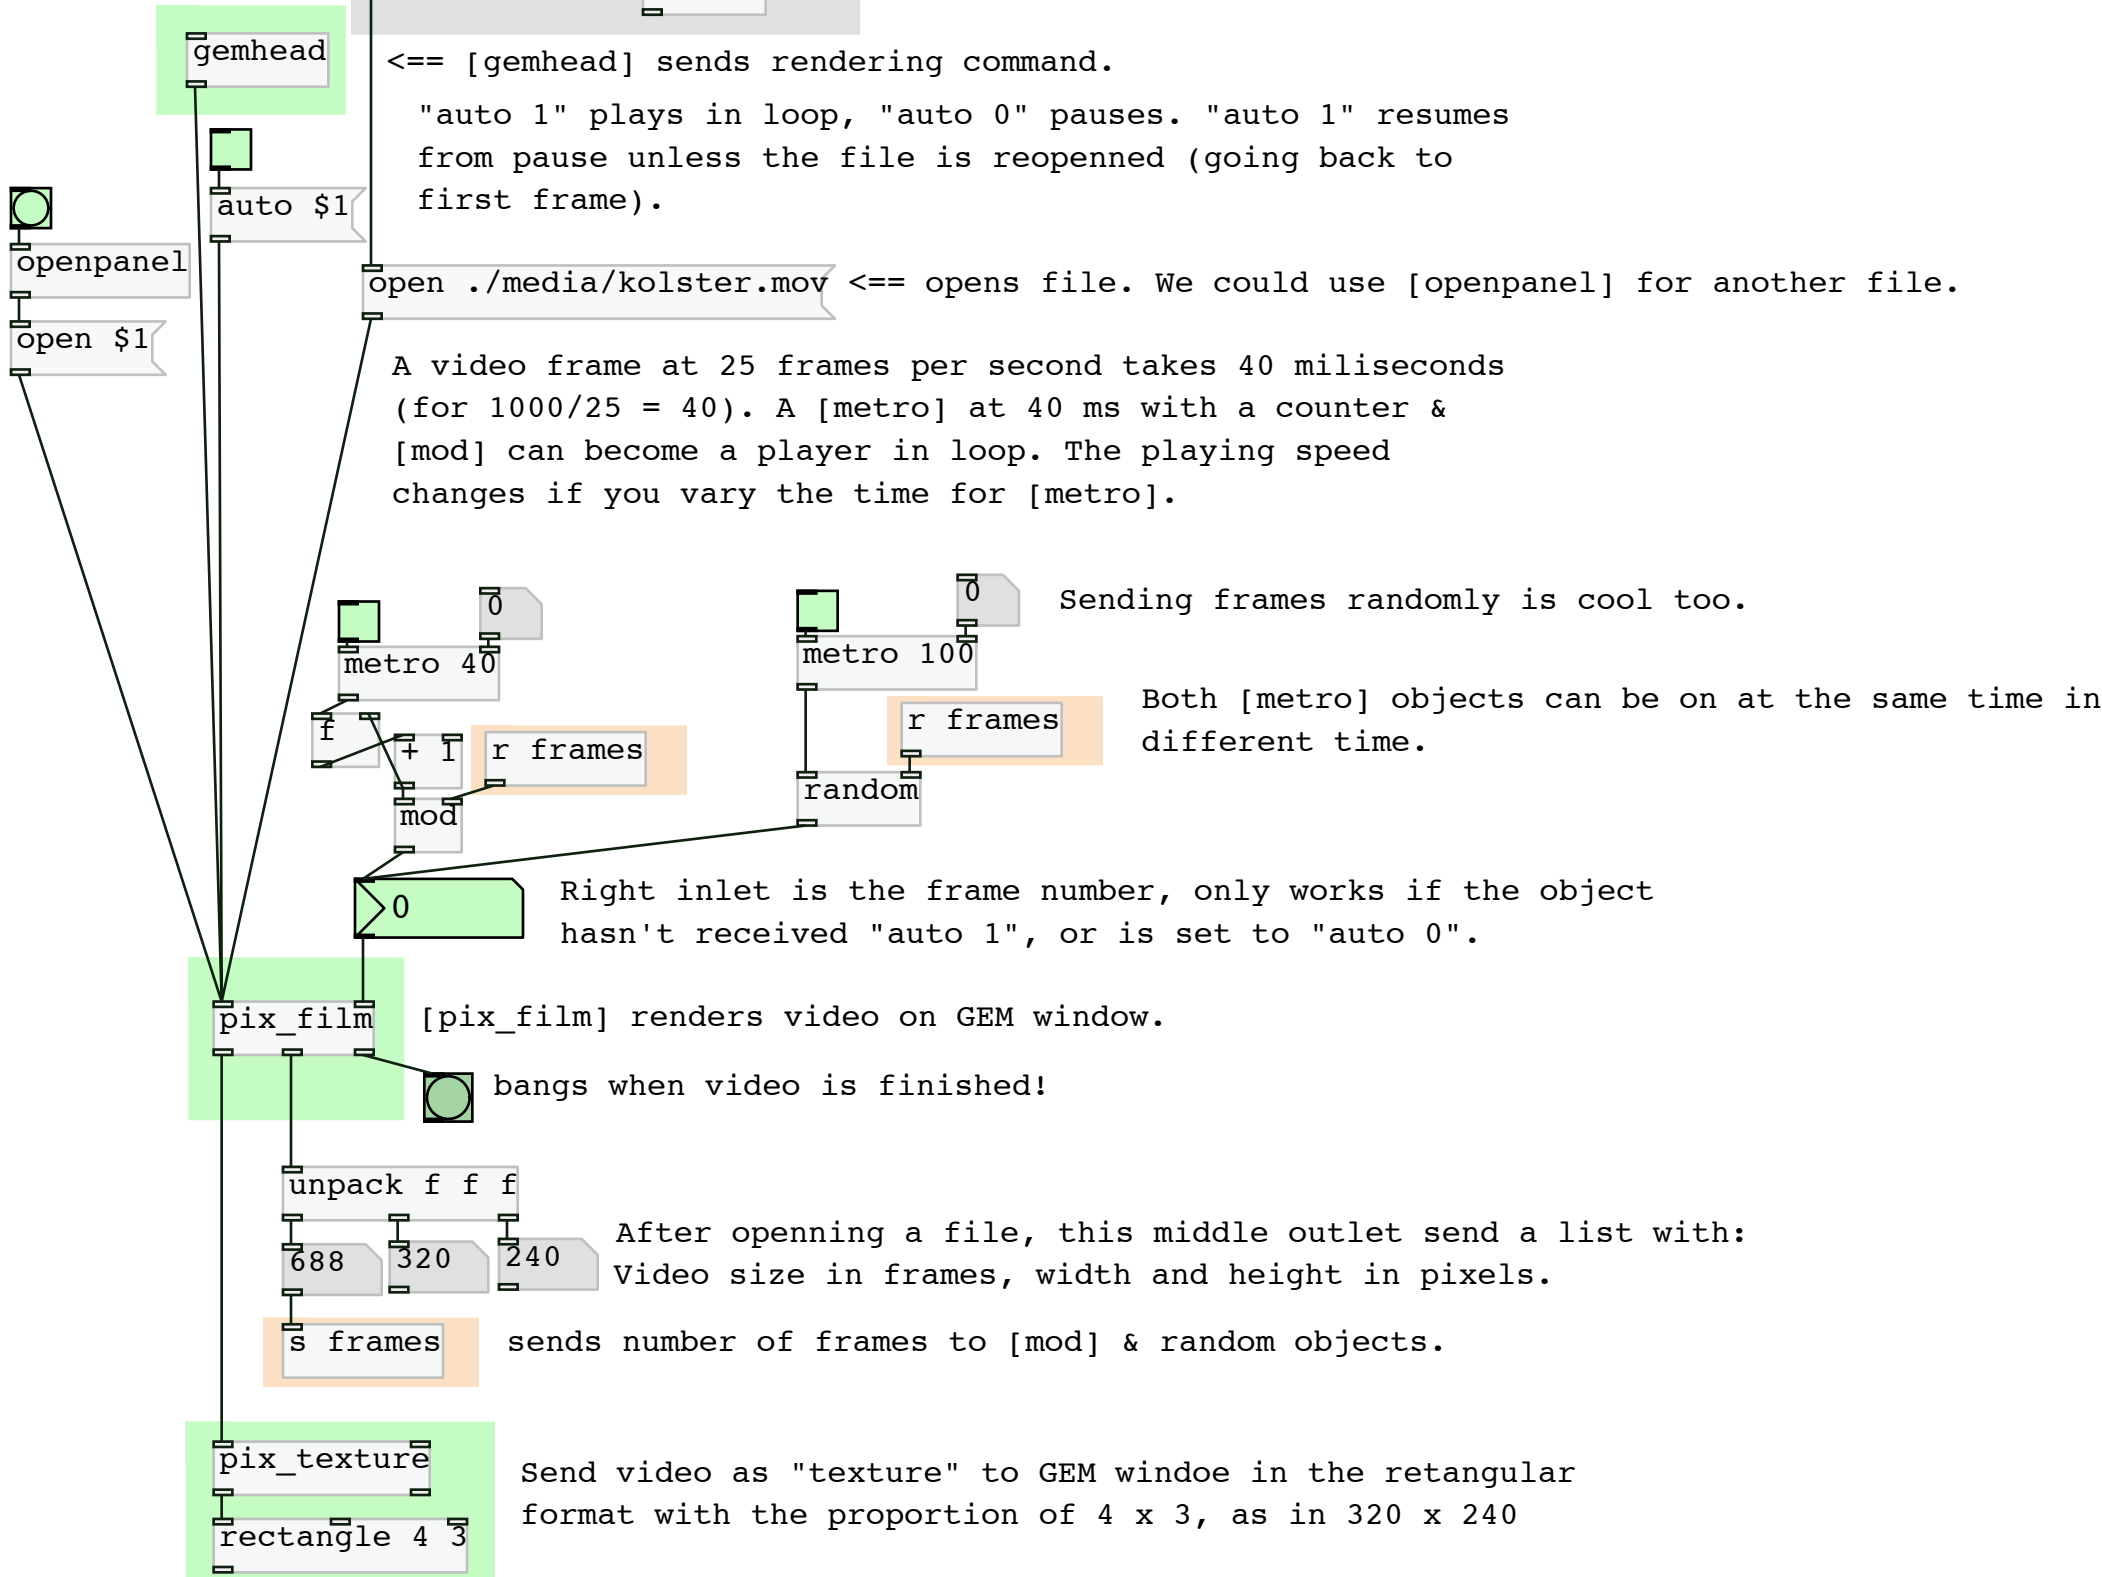 gemhead
<== [gemhead] sends rendering command.
"auto 1" plays in loop, "auto 0" pauses. "auto 1" resumes
from pause unless the file is reopenned (going back to
first frame).
auto $1
openpanel
open $1
open ./media/kolster.mov
<== opens file. We could use [openpanel] for another file.
A video frame at 25 frames per second takes 40 miliseconds
(for 1000/25 = 40). A [metro] at 40 ms with a counter &
[mod] can become a player in loop. The playing speed
changes if you vary the time for [metro].
0
metro 40
f
+ 1
r frames
mod
0
metro 100
r frames
random
Sending frames randomly is cool too.
Both [metro] objects can be on at the same time in
different time.
0
Right inlet is the frame number, only works if the object
hasn't received "auto 1", or is set to "auto 0".
pix_film
[pix_film] renders video on GEM window.
bangs when video is finished!
unpack f f f
688
320
240
After openning a file, this middle outlet send a list with:
Video size in frames, width and height in pixels.
s frames
sends number of frames to [mod] & random objects.
pix_texture
rectangle 4 3
Send video as "texture" to GEM windoe in the retangular
format with the proportion of 4 x 3, as in 320 x 240